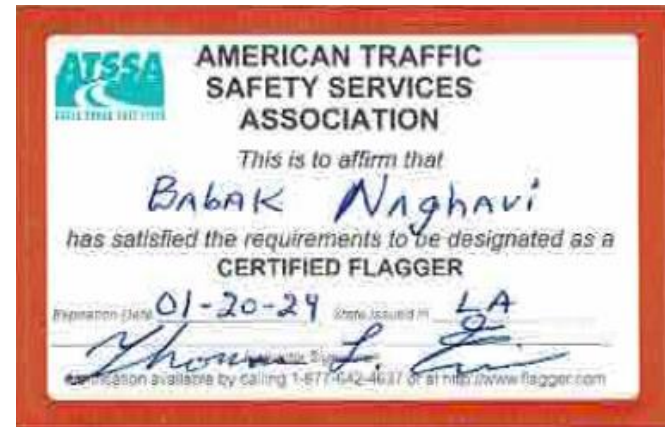 ATSSA
AMERICAN TRAFFIC
SAFETY SERVICES
ASSOCIATION
This is to affirm that
Babak Naghavi
has satisfied the requirements to be designated as a
CERTIFIED FLAGGER
Expiration Date 01-20-24 State Issued in LA
Thomas L.
Verification available by calling 1-877-642-4637 or at http://www.flagger.com